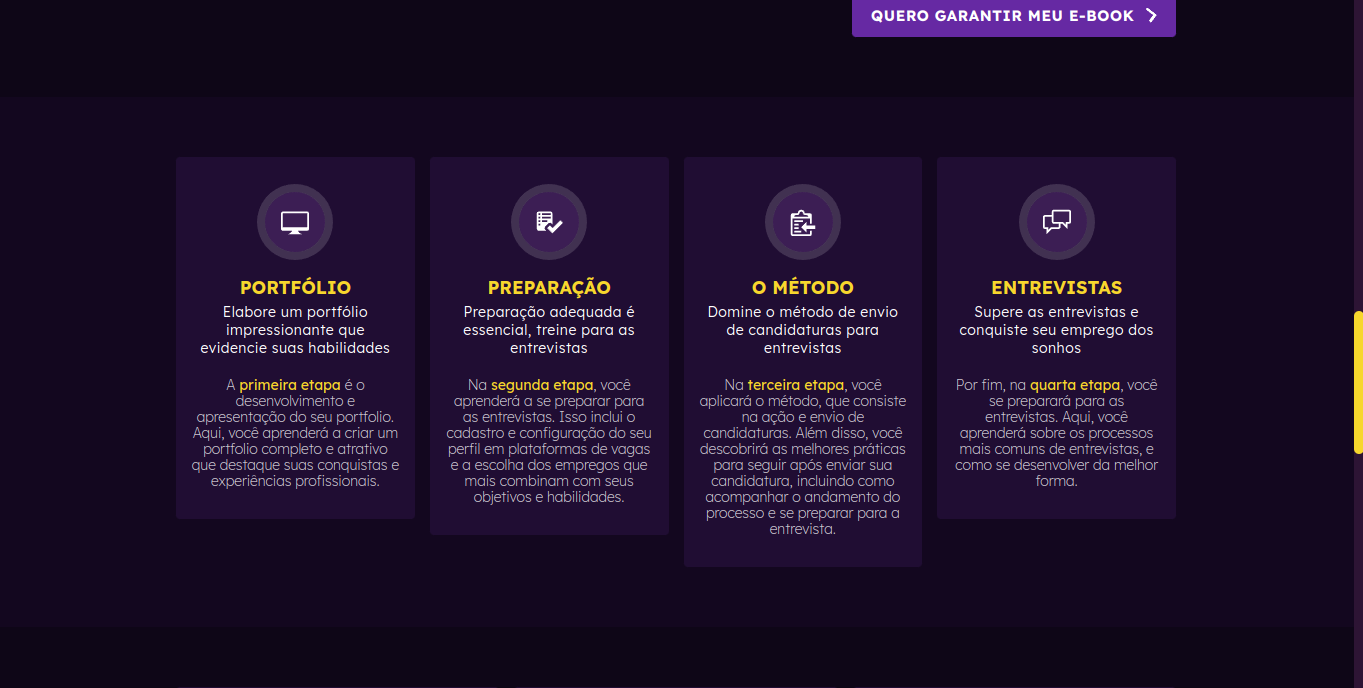 QUERO GARANTIR MEU E-BOOK
PORTFÓLIO
Elabore um portfólio
impressionante que
evidencie suas habilidades
A primeira etapa é o
desenvolvimento e
apresentação do seu portfolio.
Aqui, você aprenderá a criar um
portfolio completo e atrativo
que destaque suas conquistas e
experiências profissionais.
PREPARAÇÃO
Preparação adequada é
essencial, treine para as
entrevistas
Na segunda etapa, você
aprenderá a se preparar para
as entrevistas. Isso inclui o
cadastro e configuração do seu
perfil em plataformas de vagas
e a escolha dos empregos que
mais combinam com seus
objetivos e habilidades.
O MÉTODO
Domine o método de envio
de candidaturas para
entrevistas
Na terceira etapa, você
aplicará o método, que consiste
na ação e envio de
candidaturas. Além disso, você
descobrirá as melhores práticas
para seguir após enviar sua
candidatura, incluindo como
acompanhar o andamento do
processo e se preparar para a
entrevista.
ENTREVISTAS
Supere as entrevistas e
conquiste seu emprego dos
sonhos
Por fim, na quarta etapa, você
se preparará para as
entrevistas. Aqui, você
aprenderá sobre os processos
mais comuns de entrevistas, e
como se desenvolver da melhor
forma.